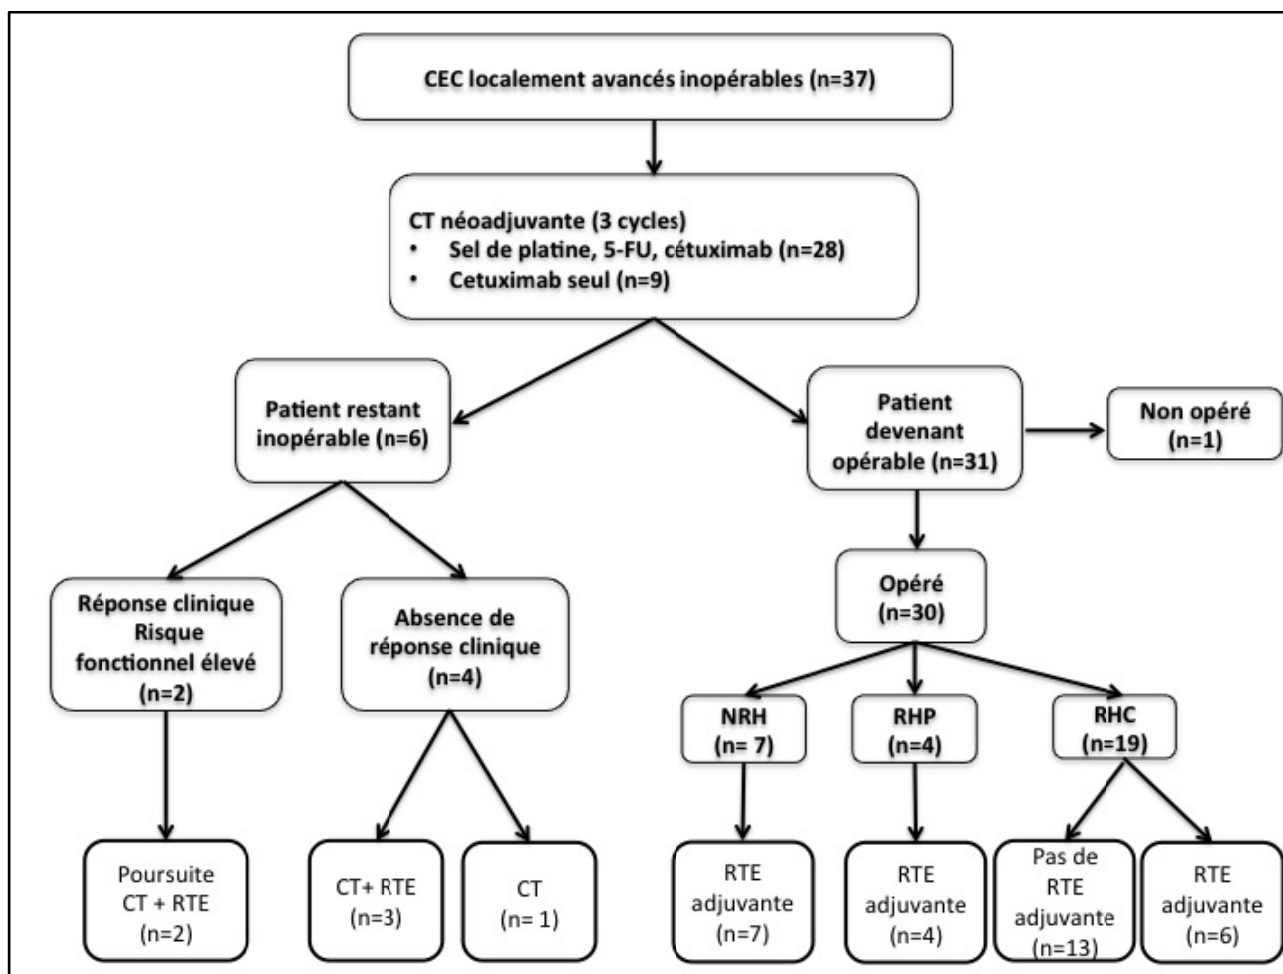 CEC localement avancés inopérables (n=37)
CT néoadjuvante (3 cycles)
• Sel de platine, 5-FU, cétuximab (n=28)
• Cetuximab seul (n=9)
Patient restant
inopérable (n=6)
Patient
devenant
opérable (n=31)
Non opéré
(n=1)
Réponse clinique
Risque
fonctionnel élevé
(n=2)
Absence de
réponse clinique
(n=4)
Opéré
(n=30)
NRH
(n= 7)
RHP
(n=4)
RHC
(n=19)
Poursuite
CT + RTE
(n=2)
CT+ RTE
(n=3)
CT
(n= 1)
RTE
adjuvante
(n=7)
RTE
adjuvante
(n=4)
Pas de
RTE
adjuvante
(n=13)
RTE
adjuvante
(n=6)